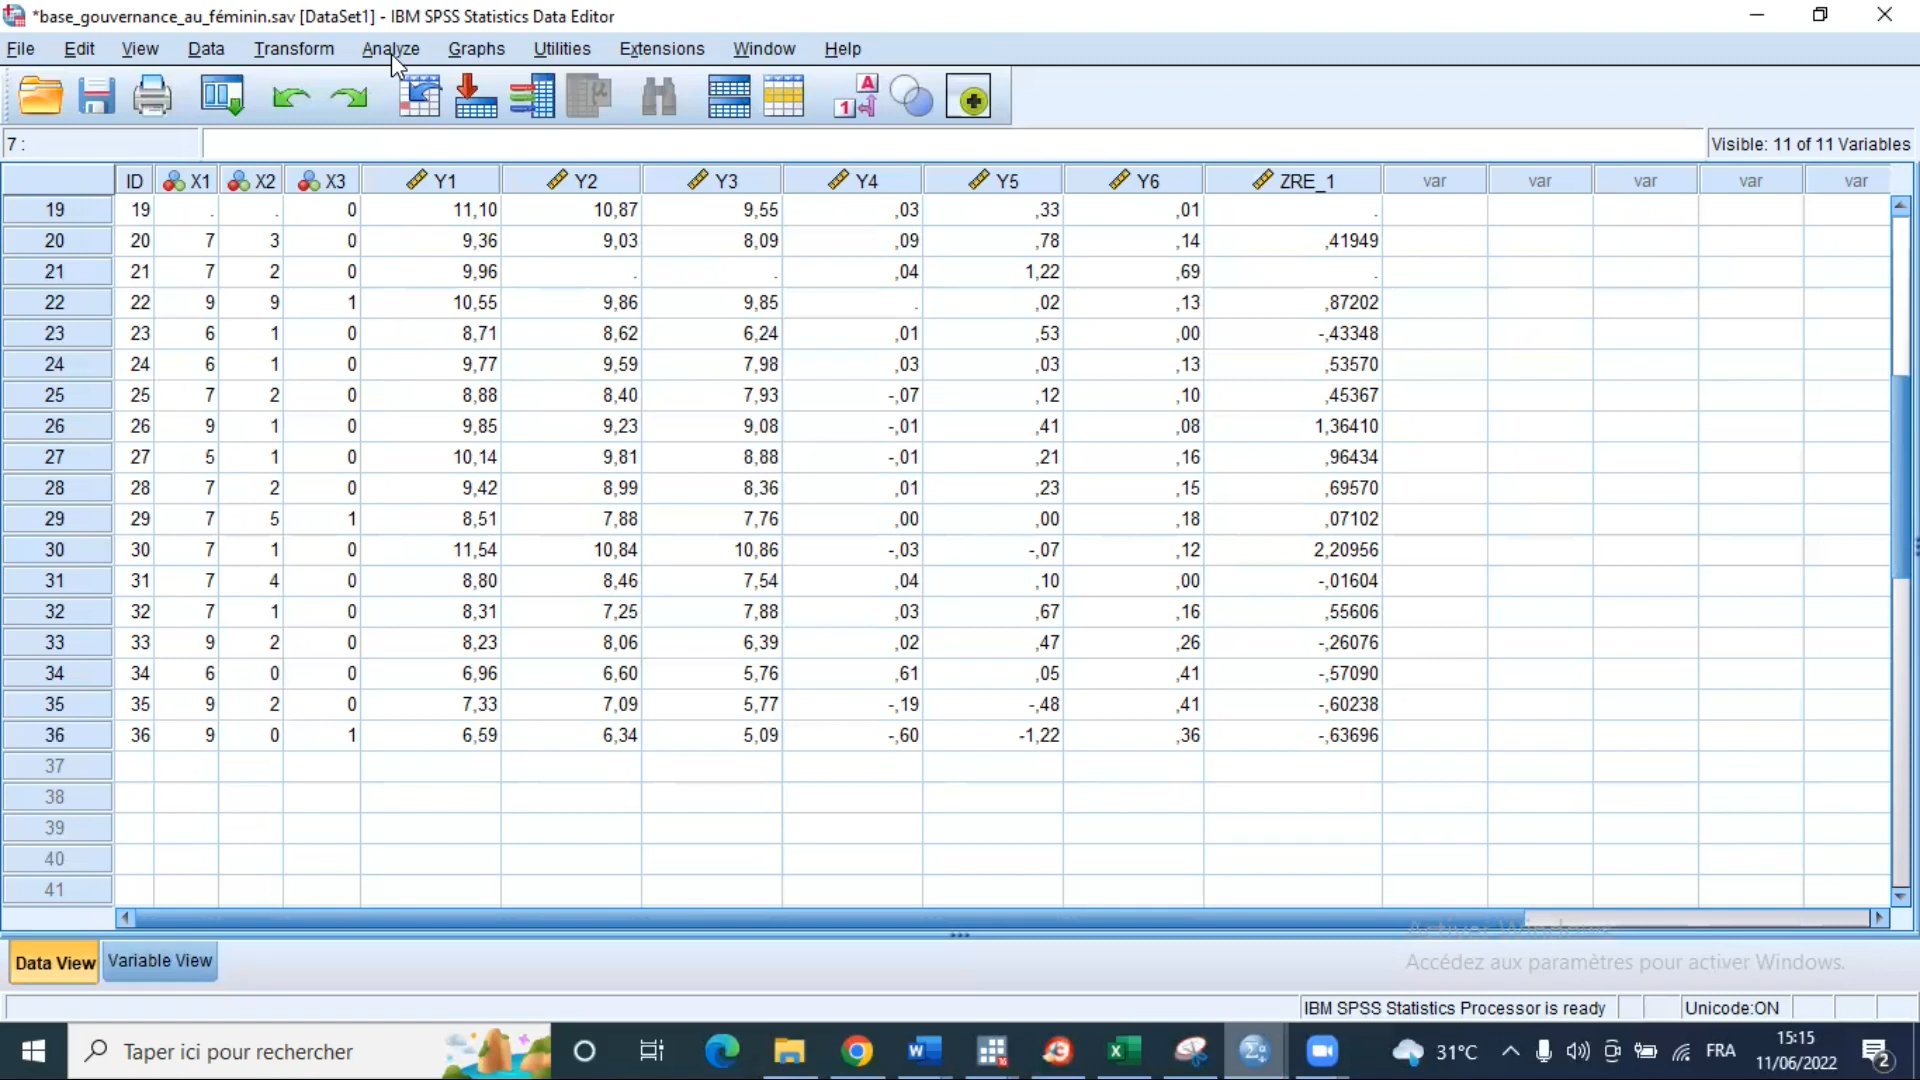 *base_gouvernance_au_féminin.sav [DataSet1] - IBM SPSS Statistics Data Editor
File Edit View Data Transform Analyze Graphs Utilities Extensions Window Help
7 :
Visible: 11 of 11 Variables
ID X1 X2 X3 Y1 Y2 Y3 Y4 Y5 Y6 ZRE_1 var var var var var
19 19 . . 0 11,10 10,87 9,55 ,03 ,33 ,01 .
20 20 7 3 0 9,36 9,03 8,09 ,09 ,78 ,14 ,41949
21 21 7 2 0 9,96 . . ,04 1,22 ,69 .
22 22 9 9 1 10,55 9,86 9,85 . ,02 ,13 ,87202
23 23 6 1 0 8,71 8,62 6,24 ,01 ,53 ,00 -,43348
24 24 6 1 0 9,77 9,59 7,98 ,03 ,03 ,13 ,53570
25 25 7 2 0 8,88 8,40 7,93 -,07 ,12 ,10 ,45367
26 26 9 1 0 9,85 9,23 9,08 -,01 ,41 ,08 1,36410
27 27 5 1 0 10,14 9,81 8,88 -,01 ,21 ,16 ,96434
28 28 7 2 0 9,42 8,99 8,36 ,01 ,23 ,15 ,69570
29 29 7 5 1 8,51 7,88 7,76 ,00 ,00 ,18 ,07102
30 30 7 1 0 11,54 10,84 10,86 -,03 -,07 ,12 2,20956
31 31 7 4 0 8,80 8,46 7,54 ,04 ,10 ,00 -,01604
32 32 7 1 0 8,31 7,25 7,88 ,03 ,67 ,16 ,55606
33 33 9 2 0 8,23 8,06 6,39 ,02 ,47 ,26 -,26076
34 34 6 0 0 6,96 6,60 5,76 ,61 ,05 ,41 -,57090
35 35 9 2 0 7,33 7,09 5,77 -,19 -,48 ,41 -,60238
36 36 9 0 1 6,59 6,34 5,09 -,60 -1,22 ,36 -,63696
37
38
39
40
41
Data View Variable View
Accédez aux paramètres pour activer Windows.
IBM SPSS Statistics Processor is ready
Unicode:ON
Taper ici pour rechercher
31°C
FRA
15:15
11/06/2022
2